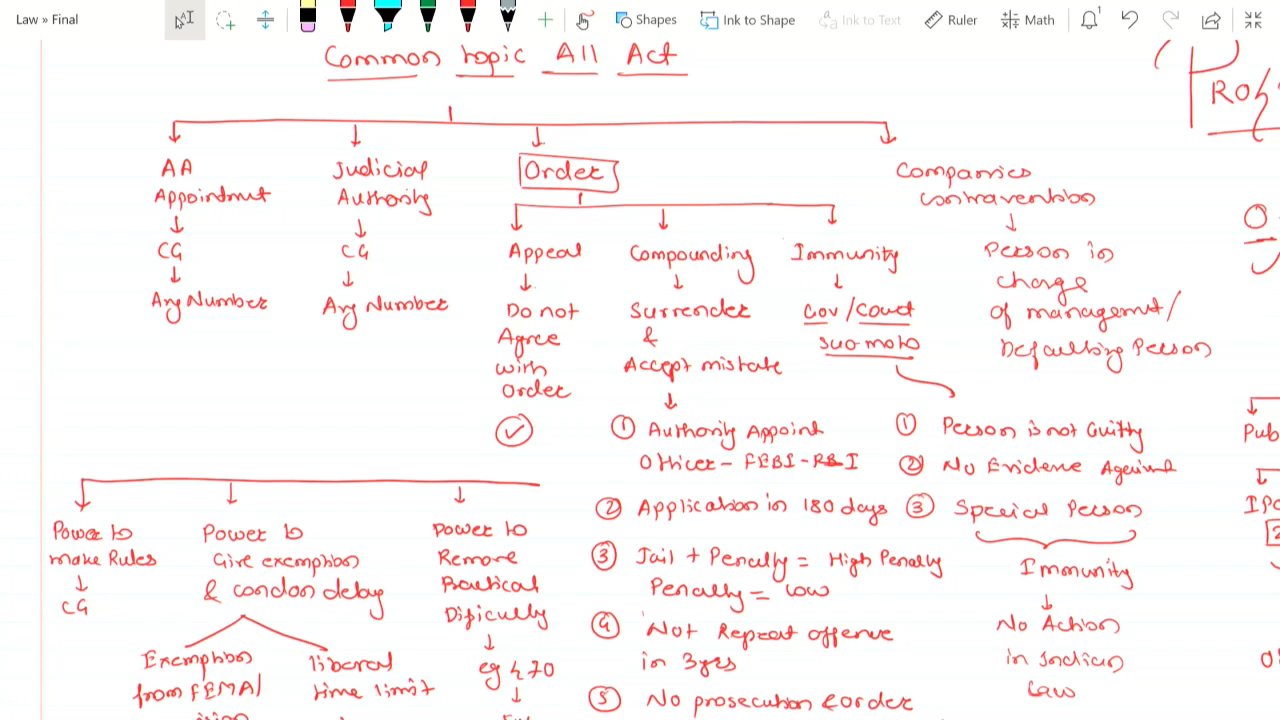 Law » Final
Shapes
Ink to Shape
Ink to Text
Ruler
Math
Common topic All Act
AA
Appointment
CG
Any Number
Judicial
Authority
CG
Any Number
Order
Appeal
Do not
Agree
with
Order
Compounding
Surrender
&
Accept mistake
① Authority Appoint
Officer - FEBI - RBI
② Application in 180 days
③ Jail + Penalty = High Penalty
Penalty = Low
④ Not Repeat offence
in 3yrs
⑤ No prosecution & order
Immunity
Gov / Court
suo-moto
① Person is not Guilty
② No Evidence Against
③ Special Person
Immunity
No Action
in Indian
Law
Companies
contravention
Person in
charge
of managemnt /
Defaulting Person
Power to
make Rules
CG
Power to
Give exemption
& condon delay
Exemption
from FEMA /
liberal
time limit
Power to
Remove
Practical
Dificulty
eg 470
Pub
IPO